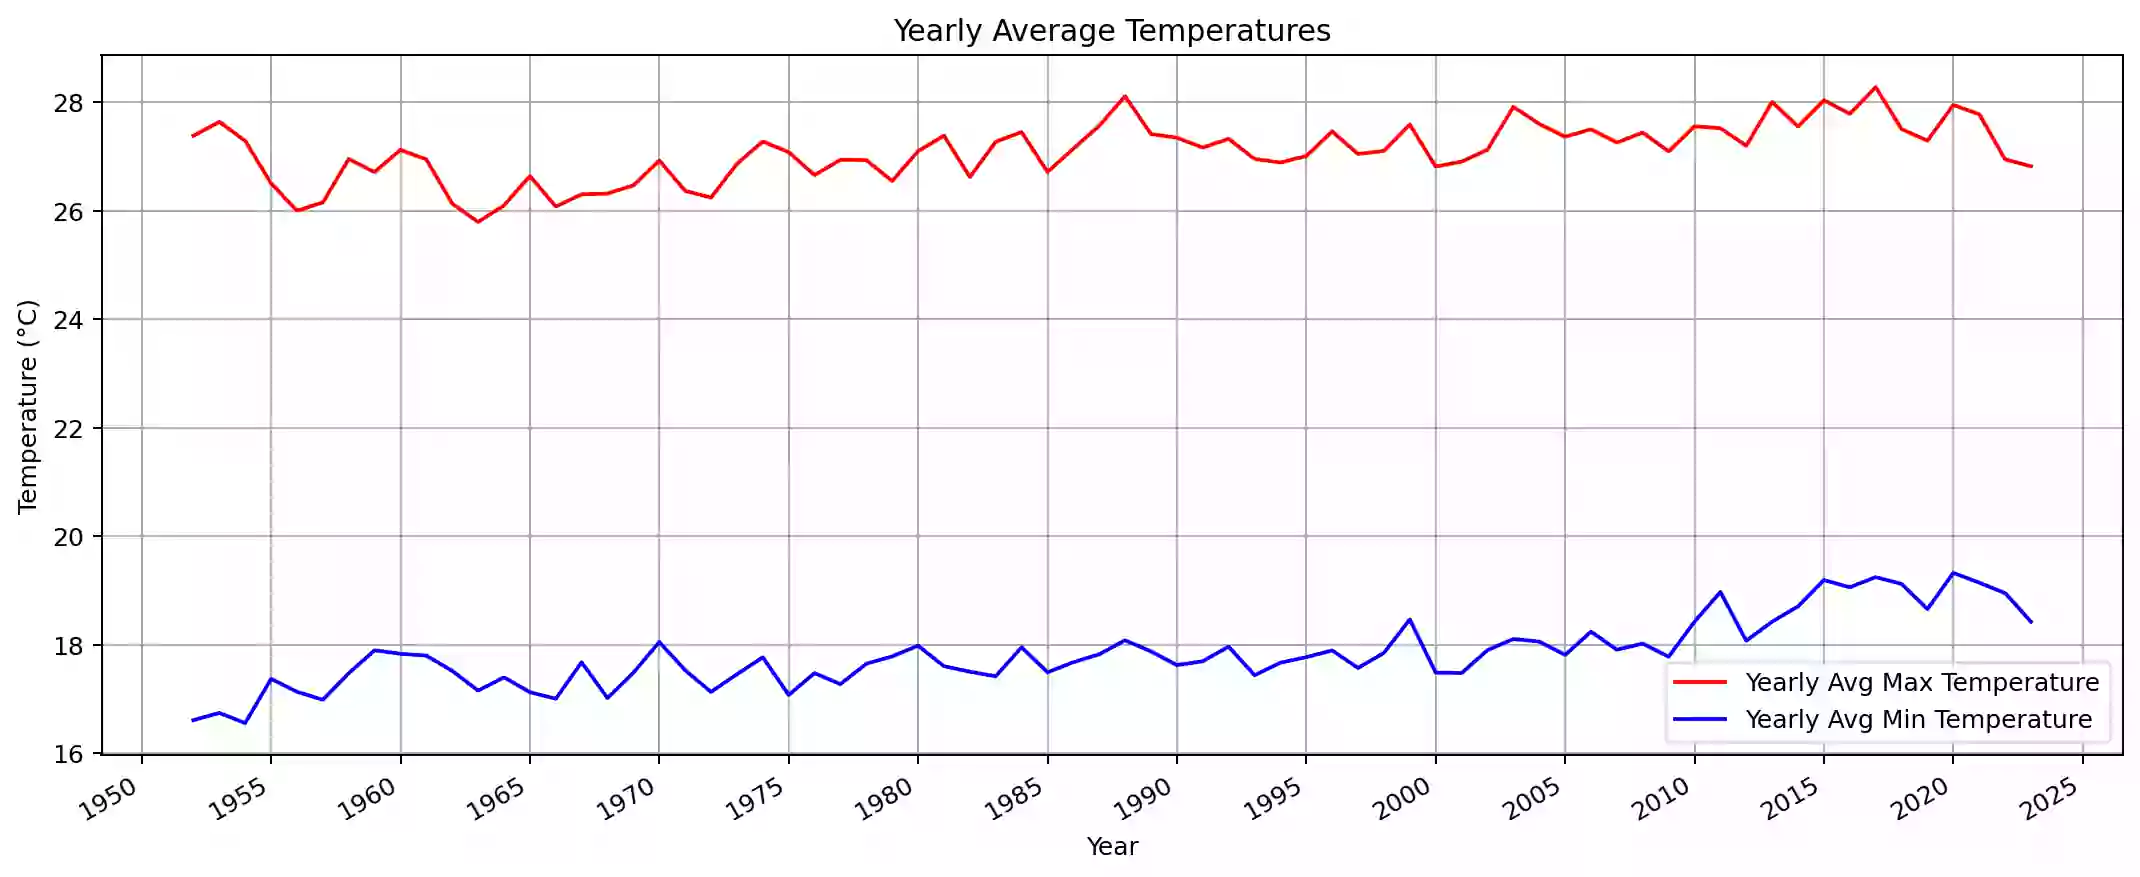 Yearly Average Temperatures
Temperature (°C)
28
26
24
22
20
18
16
Yearly Avg Max Temperature
Yearly Avg Min Temperature
1950 1955 1960 1965 1970 1975 1980 1985 1990 1995 2000 2005 2010 2015 2020 2025
Year